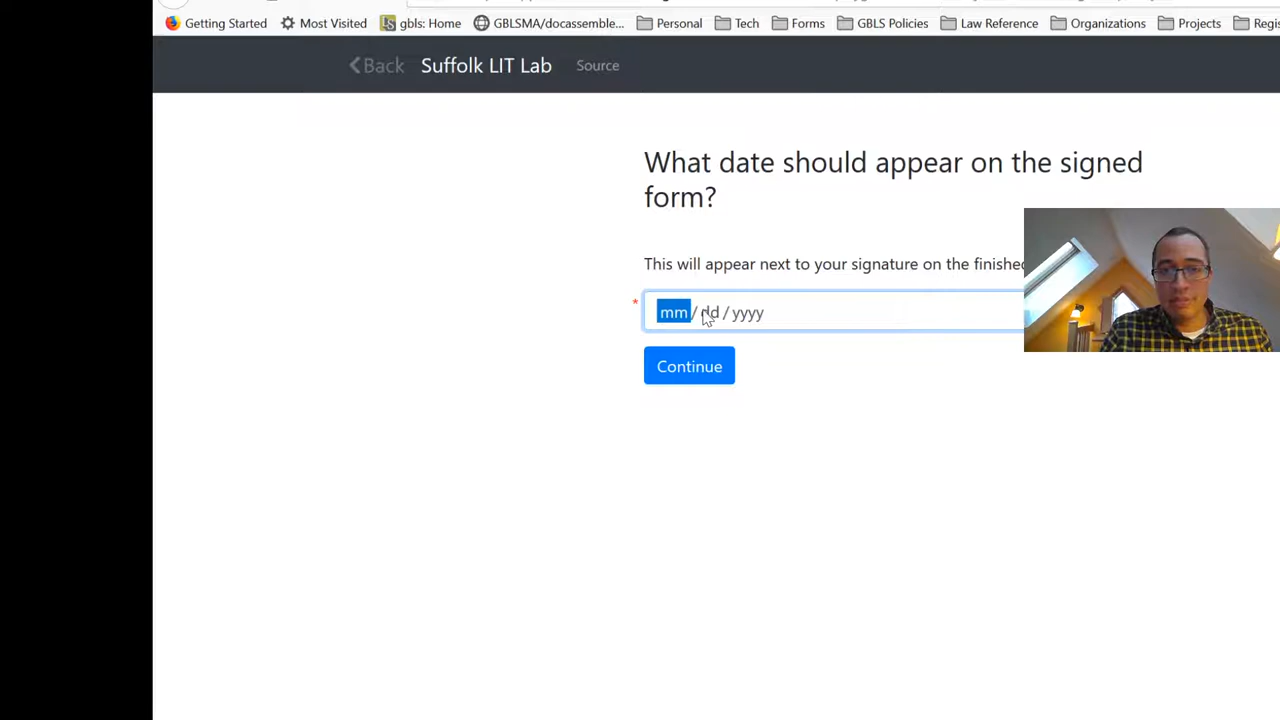 Getting Started Most Visited gbls: Home GBLSMA/docassemble... Personal Tech Forms GBLS Policies Law Reference Organizations Projects Regis
Back Suffolk LIT Lab Source
What date should appear on the signed
form?
This will appear next to your signature on the finished
* mm / dd / yyyy
Continue